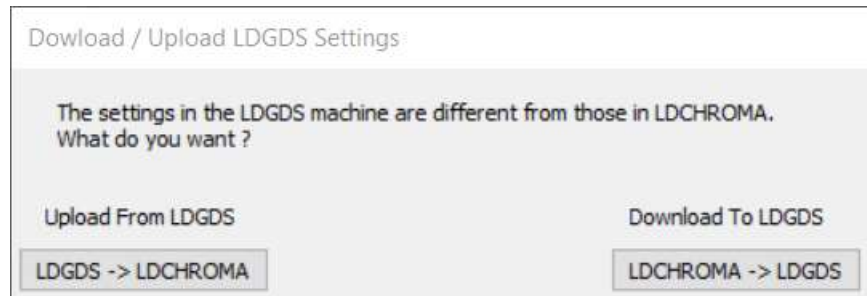 Dowload / Upload LDGDS Settings
The settings in the LDGDS machine are different from those in LDCHROMA.
What do you want ?
Upload From LDGDS
Download To LDGDS
LDGDS -> LDCHROMA
LDCHROMA -> LDGDS